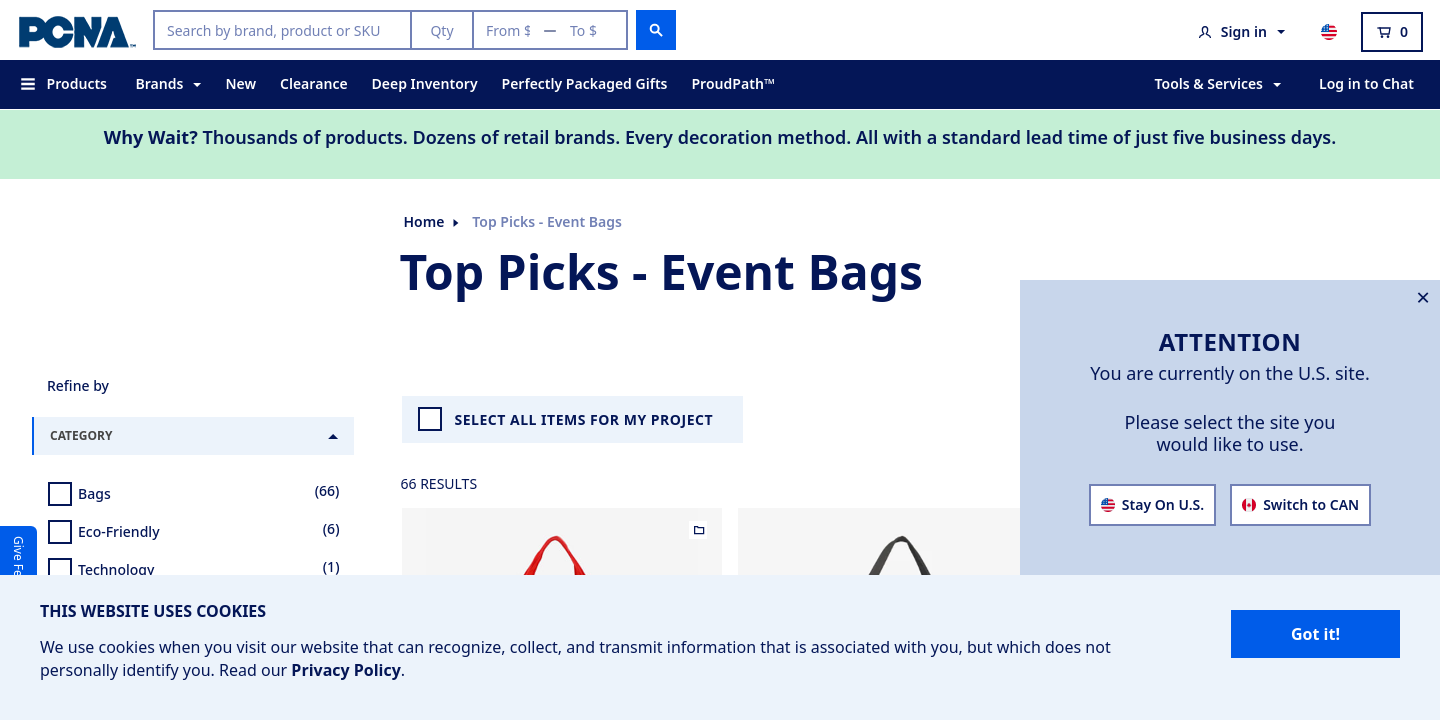 PCNA™
Search by brand, product or SKU
Qty
From $ — To $
Sign in
0
Products
Brands
New
Clearance
Deep Inventory
Perfectly Packaged Gifts
ProudPath™
Tools & Services
Log in to Chat
Why Wait? Thousands of products. Dozens of retail brands. Every decoration method. All with a standard lead time of just five business days.
Home
Top Picks - Event Bags
Top Picks - Event Bags
ATTENTION
You are currently on the U.S. site.
Please select the site you
would like to use.
Stay On U.S.
Switch to CAN
Refine by
CATEGORY
Bags (66)
Eco-Friendly (6)
Technology (1)
SELECT ALL ITEMS FOR MY PROJECT
66 RESULTS
Give Fe
THIS WEBSITE USES COOKIES
We use cookies when you visit our website that can recognize, collect, and transmit information that is associated with you, but which does not
personally identify you. Read our Privacy Policy.
Got it!